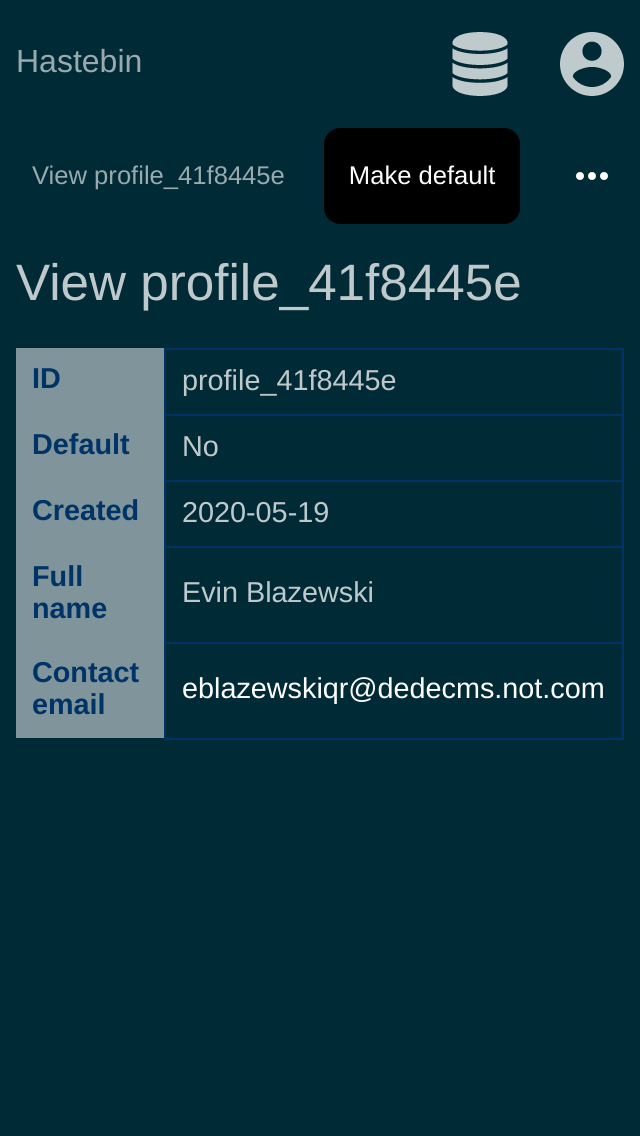 Hastebin
View profile_41f8445e
Make default
View profile_41f8445e
ID
profile_41f8445e
Default
No
Created
2020-05-19
Full
name
Evin Blazewski
Contact
email
eblazewskiqr@dedecms.not.com